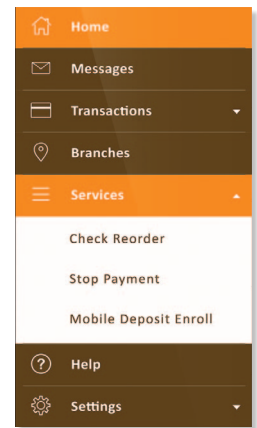 Home
Messages
Transactions
Branches
Services
Check Reorder
Stop Payment
Mobile Deposit Enroll
Help
Settings